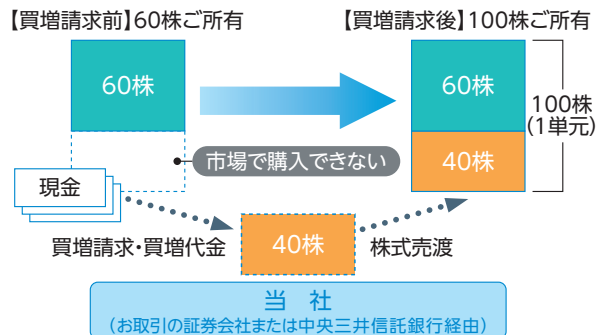 【買増請求前】60株ご所有
【買増請求後】100株ご所有
60株
60株
100株
(1単元)
市場で購入できない
40株
現金
買増請求・買増代金
40株
株式売渡
当 社
(お取引の証券会社または中央三井信託銀行経由)